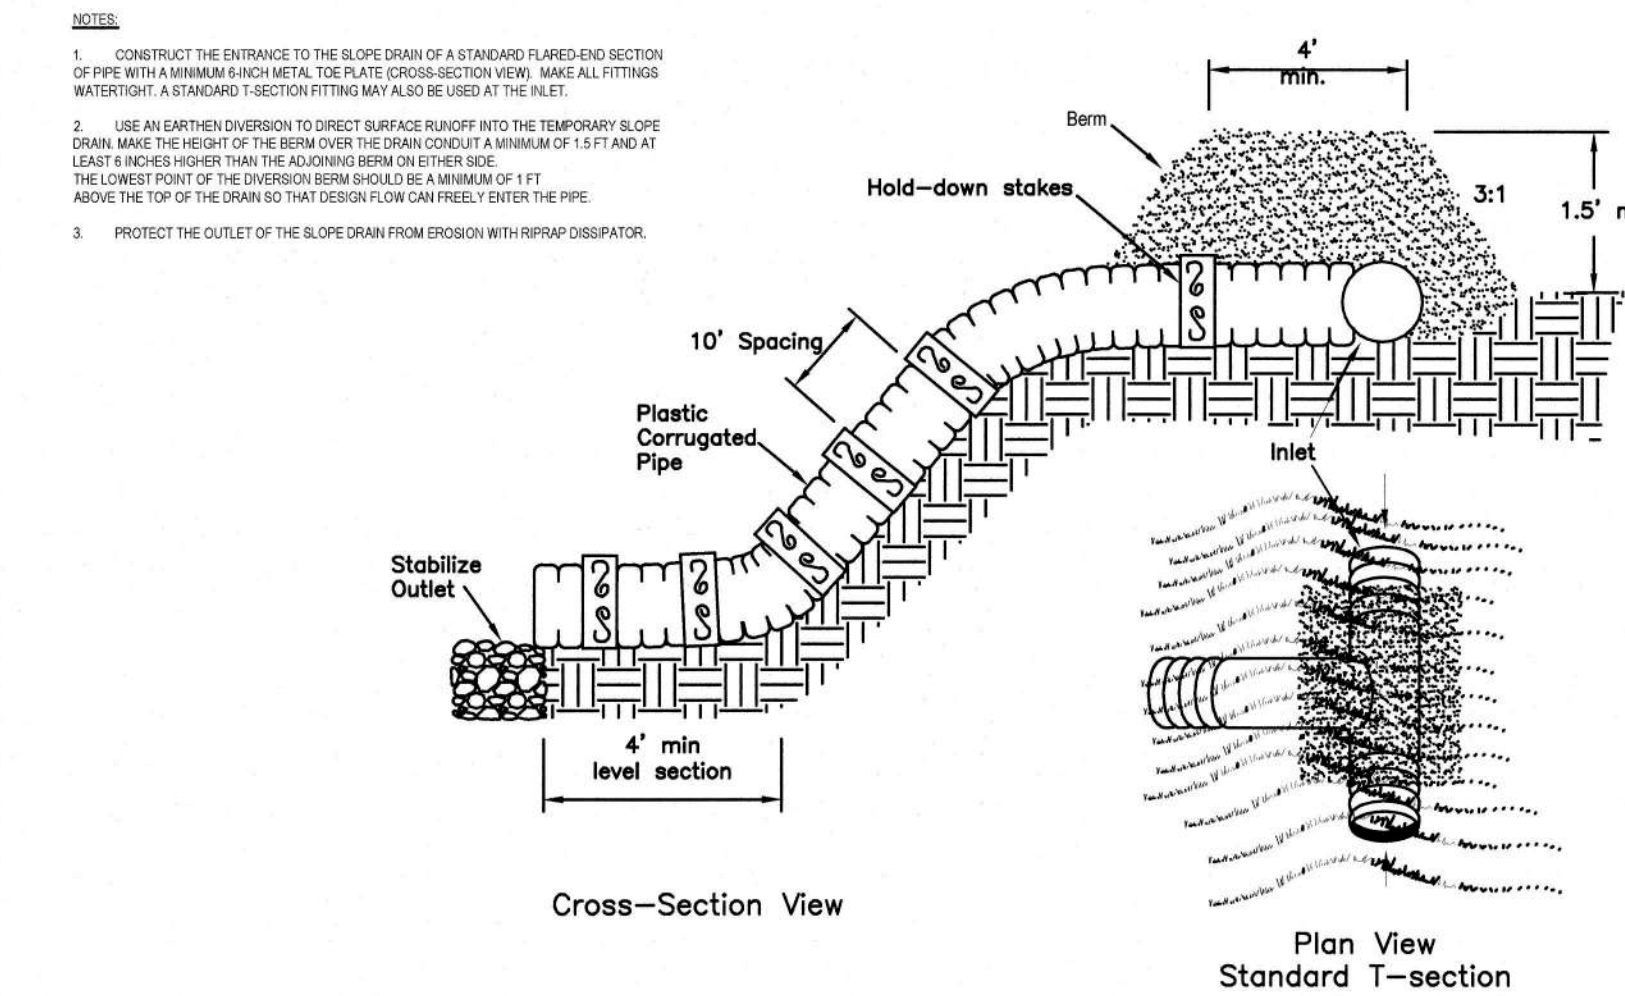 NOTES:
1. CONSTRUCT THE ENTRANCE TO THE SLOPE DRAIN OF A STANDARD FLARED-END SECTION
OF PIPE WITH A MINIMUM 6-INCH METAL TOE PLATE (CROSS-SECTION VIEW). MAKE ALL FITTINGS
WATERTIGHT. A STANDARD T-SECTION FITTING MAY ALSO BE USED AT THE INLET.
2. USE AN EARTHEN DIVERSION TO DIRECT SURFACE RUNOFF INTO THE TEMPORARY SLOPE
DRAIN. MAKE THE HEIGHT OF THE BERM OVER THE DRAIN CONDUIT A MINIMUM OF 1.5 FT AND AT
LEAST 6 INCHES HIGHER THAN THE ADJOINING BERM ON EITHER SIDE.
THE LOWEST POINT OF THE DIVERSION BERM SHOULD BE A MINIMUM OF 1 FT
ABOVE THE TOP OF THE DRAIN SO THAT DESIGN FLOW CAN FREELY ENTER THE PIPE.
3. PROTECT THE OUTLET OF THE SLOPE DRAIN FROM EROSION WITH RIPRAP DISSIPATOR.
4'
min.
Berm
Hold-down stakes
3:1
1.5'
10' Spacing
Plastic
Corrugated
Pipe
Inlet
Stabilize
Outlet
4' min
level section
Cross-Section View
Plan View
Standard T-section